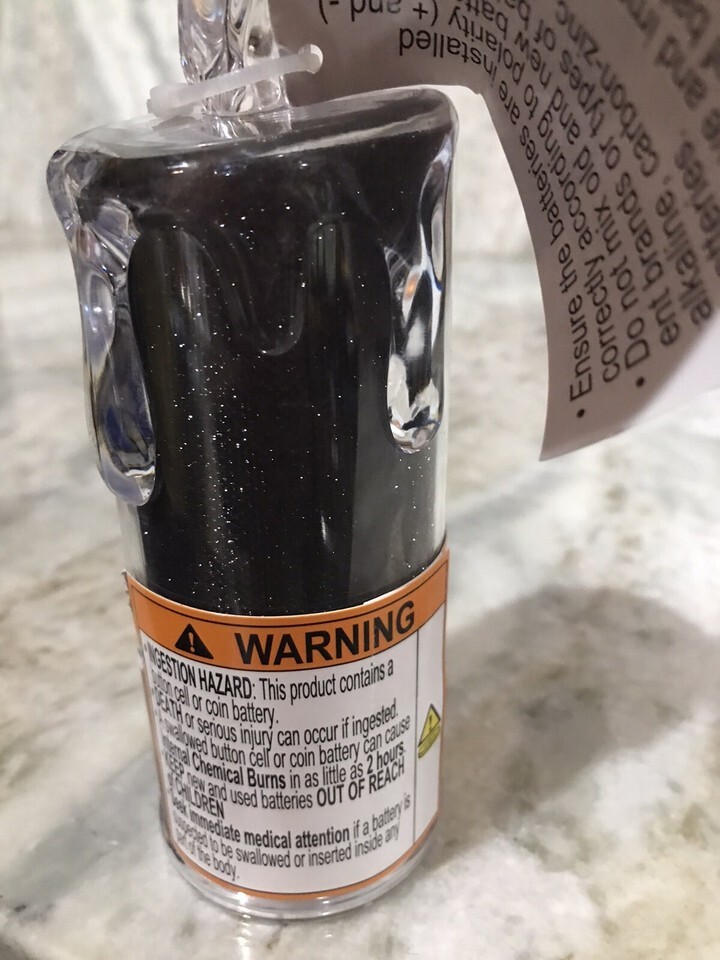 WARNING
INGESTION HAZARD: This product contains a
button cell or coin battery.
DEATH or serious injury can occur if ingested.
swallowed button cell or coin battery can cause
Internal Chemical Burns in as little as 2 hours.
KEEP new and used batteries OUT OF REACH
OF CHILDREN
Seek immediate medical attention if a battery is
suspected to be swallowed or inserted inside any
part of the body.
• Ensure the batteries are installed
correctly according to polarity (+ and -)
• Do not mix old and new
ent brands or types of
alkaline, carbon-zinc